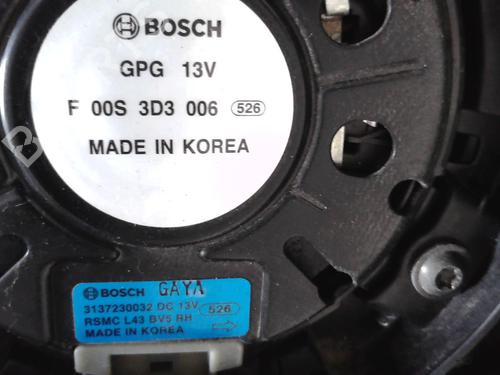 BOSCH
GPG 13V
F 00S 3D3 006 526
MADE IN KOREA
BOSCH GAYA
3137230032 DC 13V 526
RSMC L43 BV5 RH
MADE IN KOREA